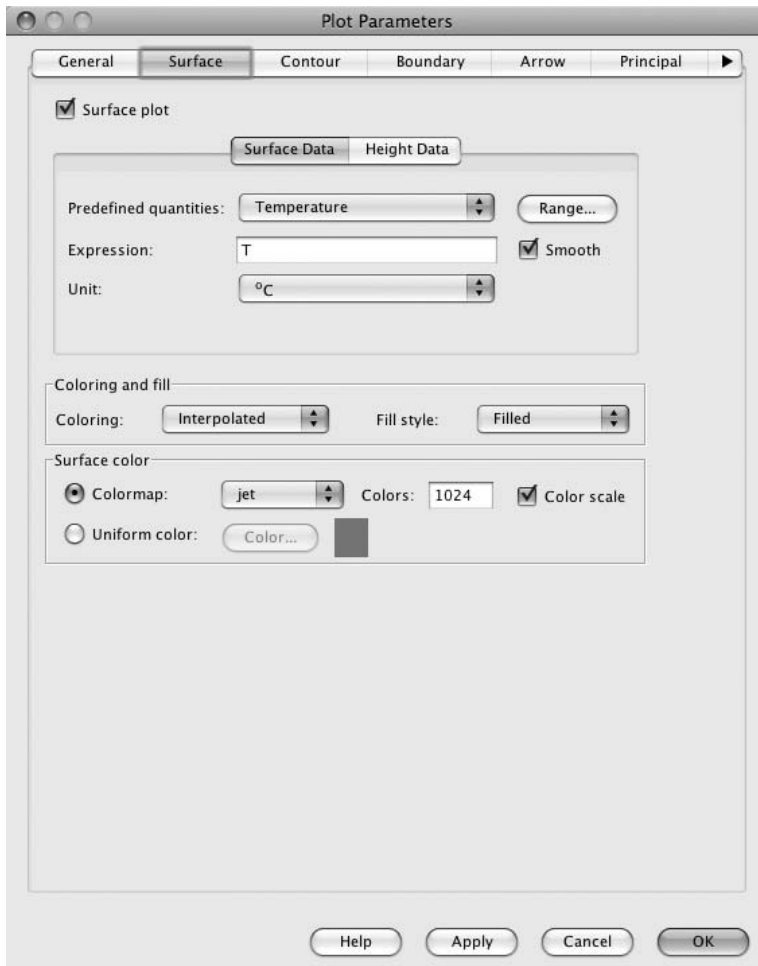 Plot Parameters
General Surface Contour Boundary Arrow Principal
Surface plot
Surface Data Height Data
Predefined quantities: Temperature Range...
Expression: T Smooth
Unit: °C
Coloring and fill
Coloring: Interpolated Fill style: Filled
Surface color
Colormap: jet Colors: 1024 Color scale
Uniform color: Color...
Help Apply Cancel OK